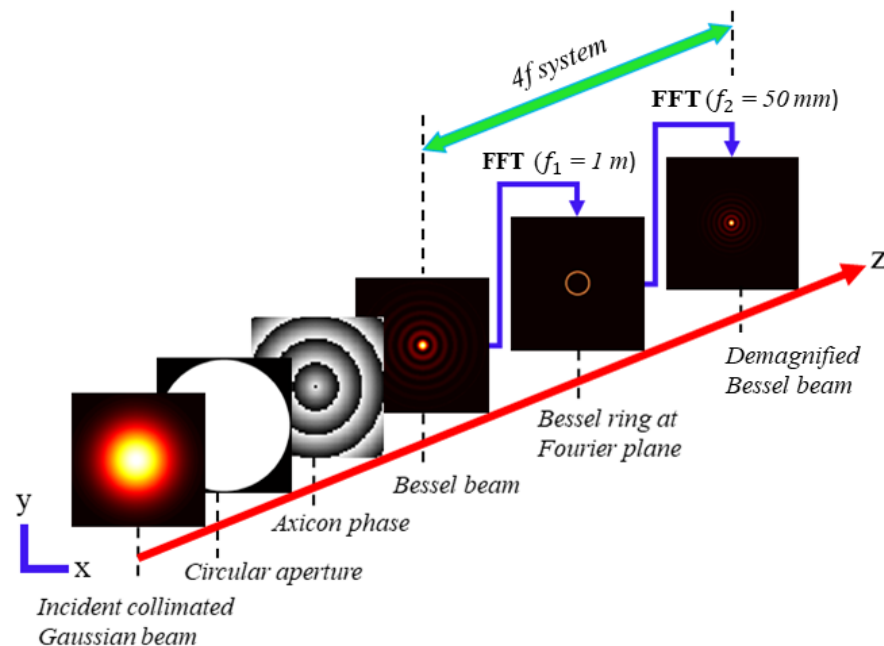 4f system
FFT (f₂ = 50 mm)
FFT (f₁ = 1 m)
z
Demagnified
Bessel beam
Bessel ring at
Fourier plane
Bessel beam
Axicon phase
y
x
Circular aperture
Incident collimated
Gaussian beam